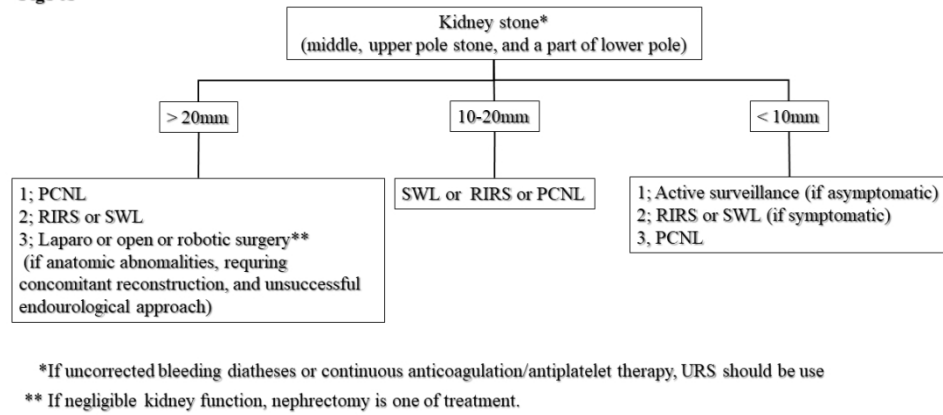 Kidney stone*
(middle, upper pole stone, and a part of lower pole)
> 20mm
10-20mm
< 10mm
1; PCNL
2; RIRS or SWL
3; Laparo or open or robotic surgery**
(if anatomic abnomalities, requring
concomitant reconstruction, and unsuccessful
endourological approach)
SWL or RIRS or PCNL
1; Active surveillance (if asymptomatic)
2; RIRS or SWL (if symptomatic)
3, PCNL
*If uncorrected bleeding diatheses or continuous anticoagulation/antiplatelet therapy, URS should be use
** If negligible kidney function, nephrectomy is one of treatment.